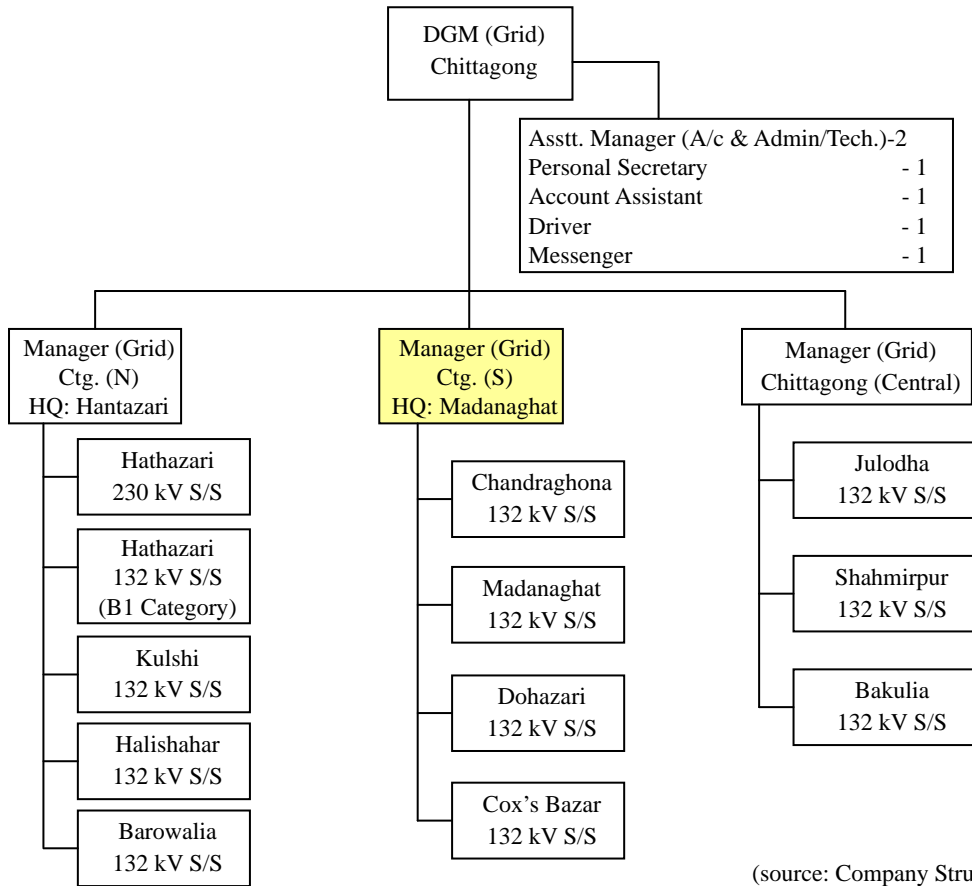 DGM (Grid)
Chittagong
Asstt. Manager (A/c & Admin/Tech.)-2
Personal Secretary - 1
Account Assistant - 1
Driver - 1
Messenger - 1
Manager (Grid)
Ctg. (N)
HQ: Hantazari
Hathazari
230 kV S/S
Hathazari
132 kV S/S
(B1 Category)
Kulshi
132 kV S/S
Halishahar
132 kV S/S
Barowalia
132 kV S/S
Manager (Grid)
Ctg. (S)
HQ: Madanaghat
Chandraghona
132 kV S/S
Madanaghat
132 kV S/S
Dohazari
132 kV S/S
Cox's Bazar
132 kV S/S
Manager (Grid)
Chittagong (Central)
Julodha
132 kV S/S
Shahmirpur
132 kV S/S
Bakulia
132 kV S/S
(source: Company Stru